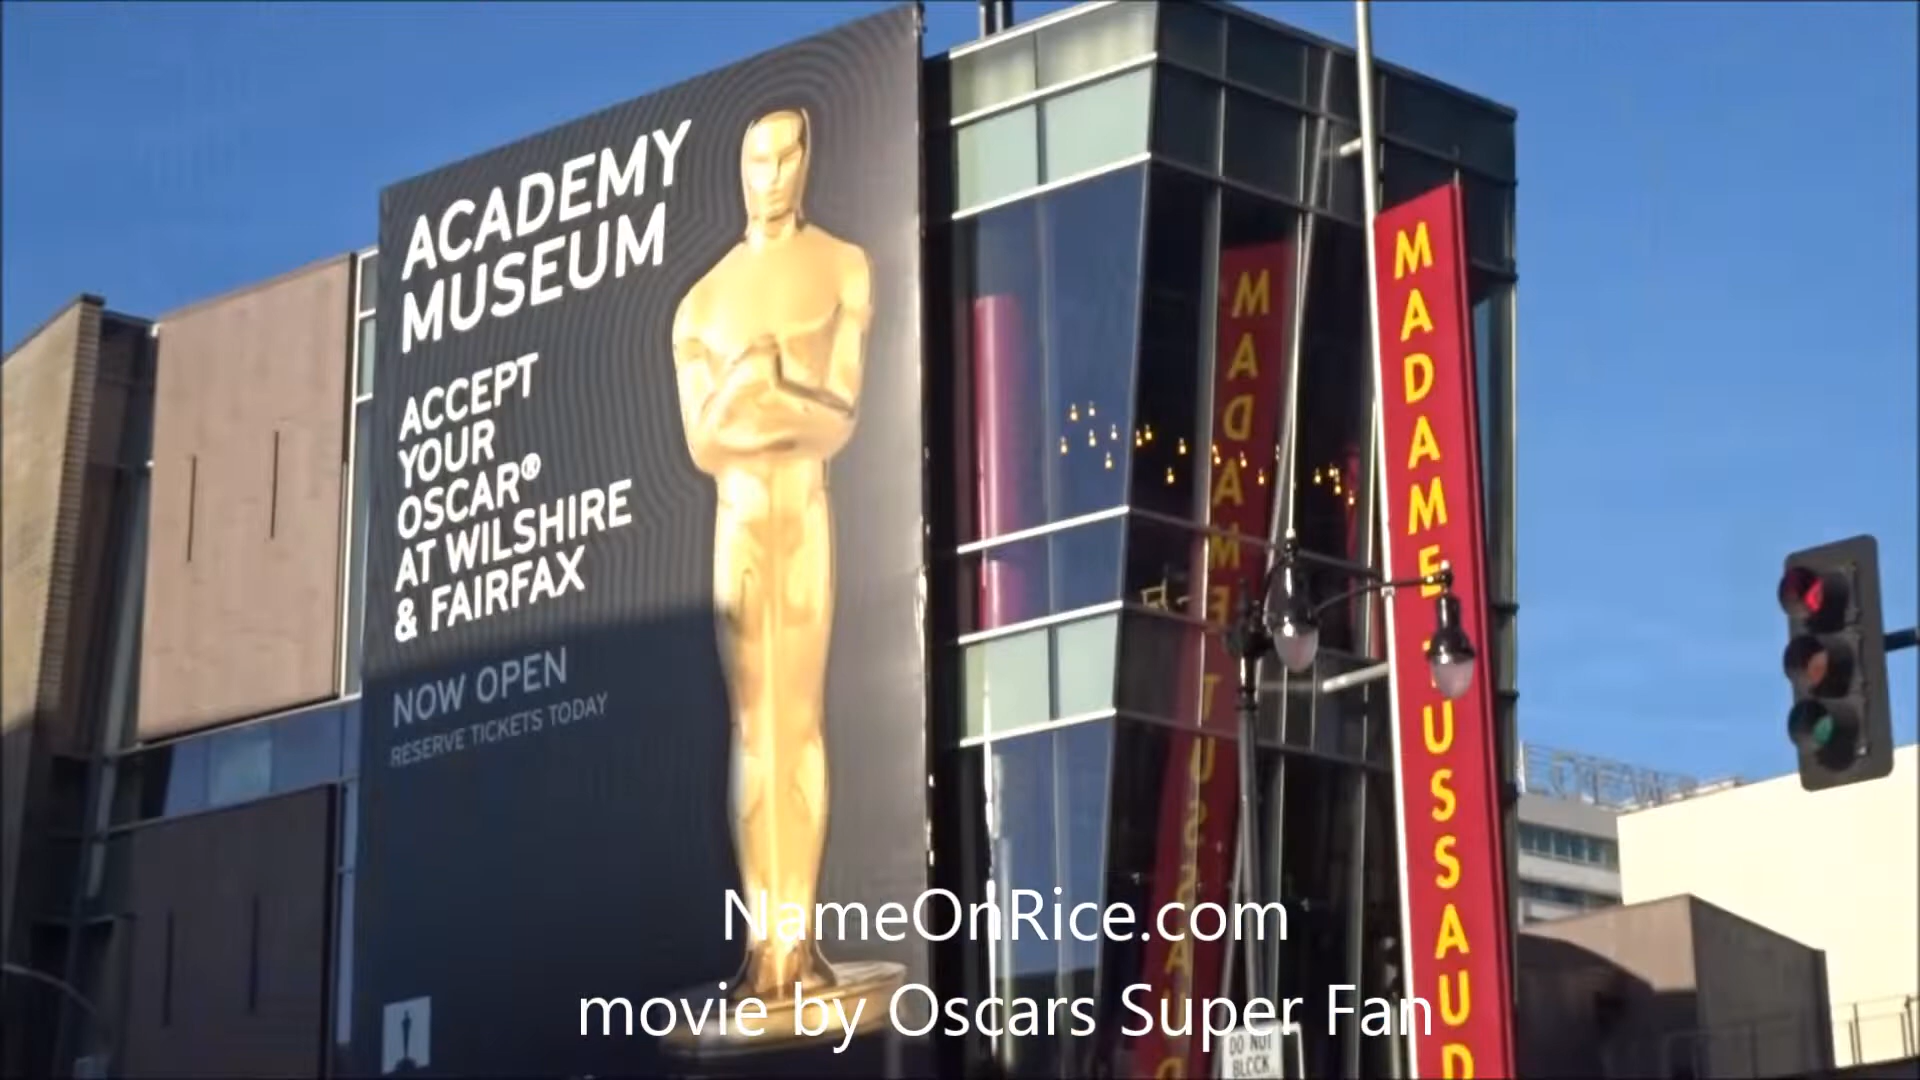 ACADEMY
MUSEUM
ACCEPT
YOUR
OSCAR®
AT WILSHIRE
& FAIRFAX
NOW OPEN
RESERVE TICKETS TODAY
MADAME TUSSAUD
MADAME TUSSAUD
NameOnRice.com
movie by Oscars Super Fan
DO NOT
BLOCK